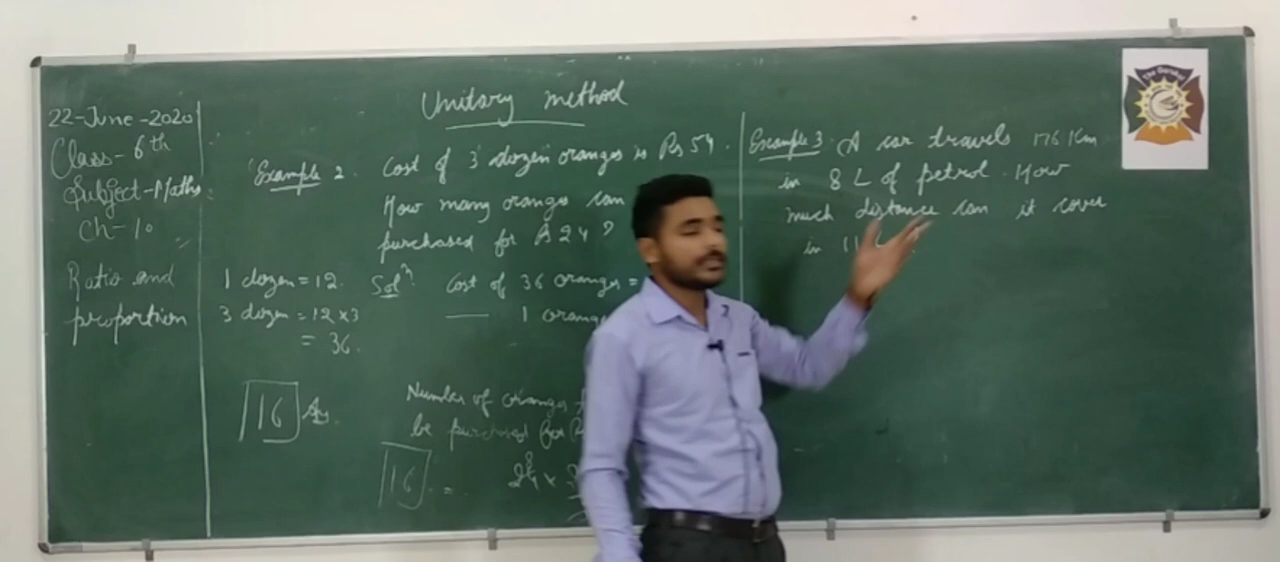 22-June-2020
Class-6th
Subject-Maths
Ch-10
Ratio and
proportion
Unitary method
Example 2. Cost of 3 dozen oranges is Rs 54.
How many oranges can
purchased for Rs 24?
1 dozen = 12.
3 dozen = 12 x 3
= 36.
Solⁿ. Cost of 36 oranges =
— 1 orange
16 Ans.
Number of oranges
be purchased for
16 =
Example 3. A car travels 176 Km
in 8 L of petrol. How
much distance can it cover
in